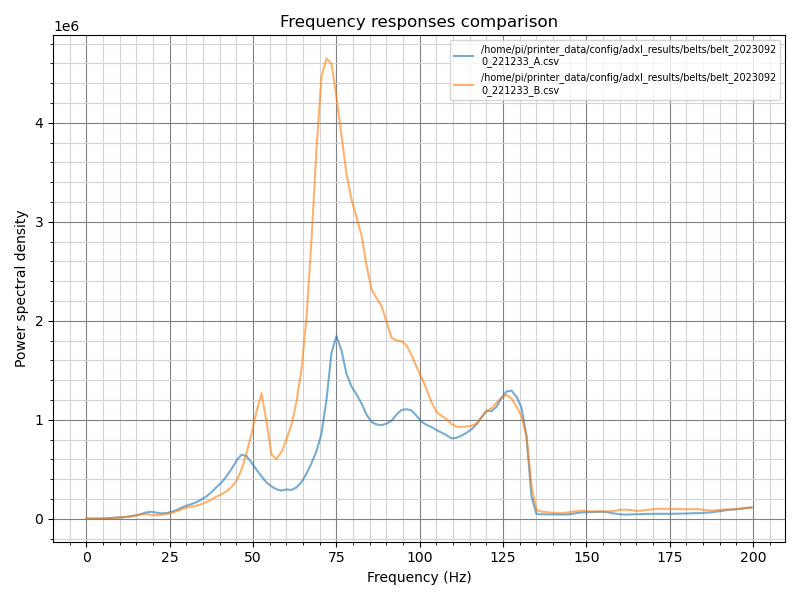 Frequency responses comparison
1e6
/home/pi/printer_data/config/adxl_results/belts/belt_2023092
0_221233_A.csv
/home/pi/printer_data/config/adxl_results/belts/belt_2023092
0_221233_B.csv
4
3
2
1
0
Power spectral density
0 25 50 75 100 125 150 175 200
Frequency (Hz)